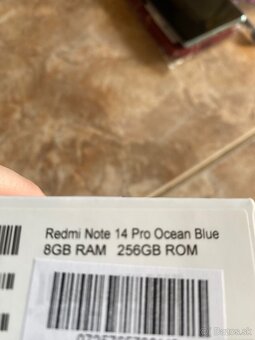 Redmi Note 14 Pro Ocean Blue
8GB RAM 256GB ROM
bazos.sk